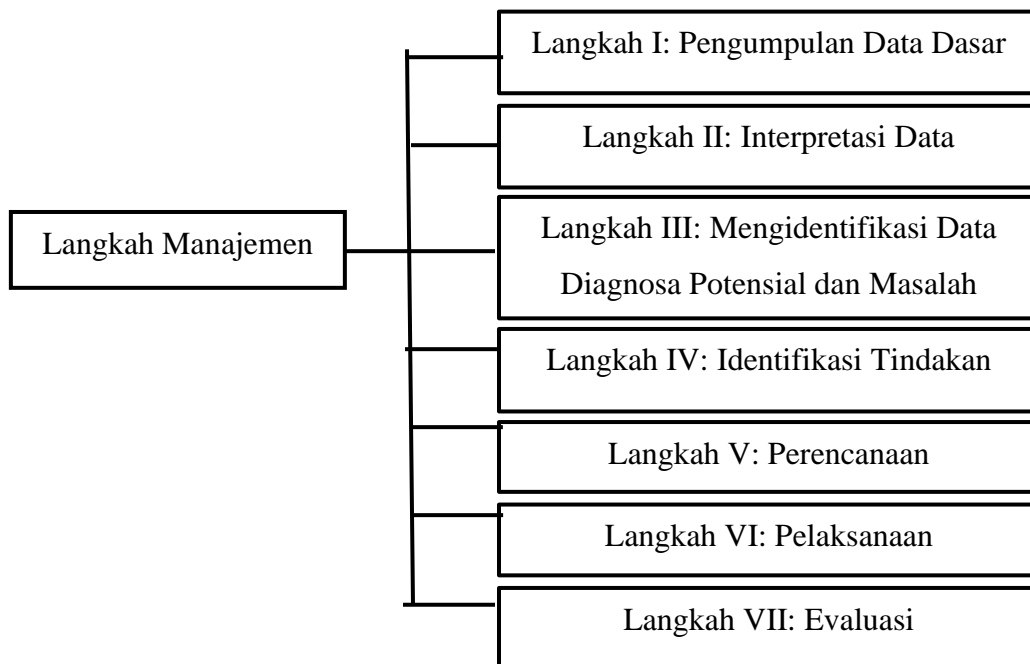 Langkah Manajemen
Langkah I: Pengumpulan Data Dasar
Langkah II: Interpretasi Data
Langkah III: Mengidentifikasi Data
Diagnosa Potensial dan Masalah
Langkah IV: Identifikasi Tindakan
Langkah V: Perencanaan
Langkah VI: Pelaksanaan
Langkah VII: Evaluasi